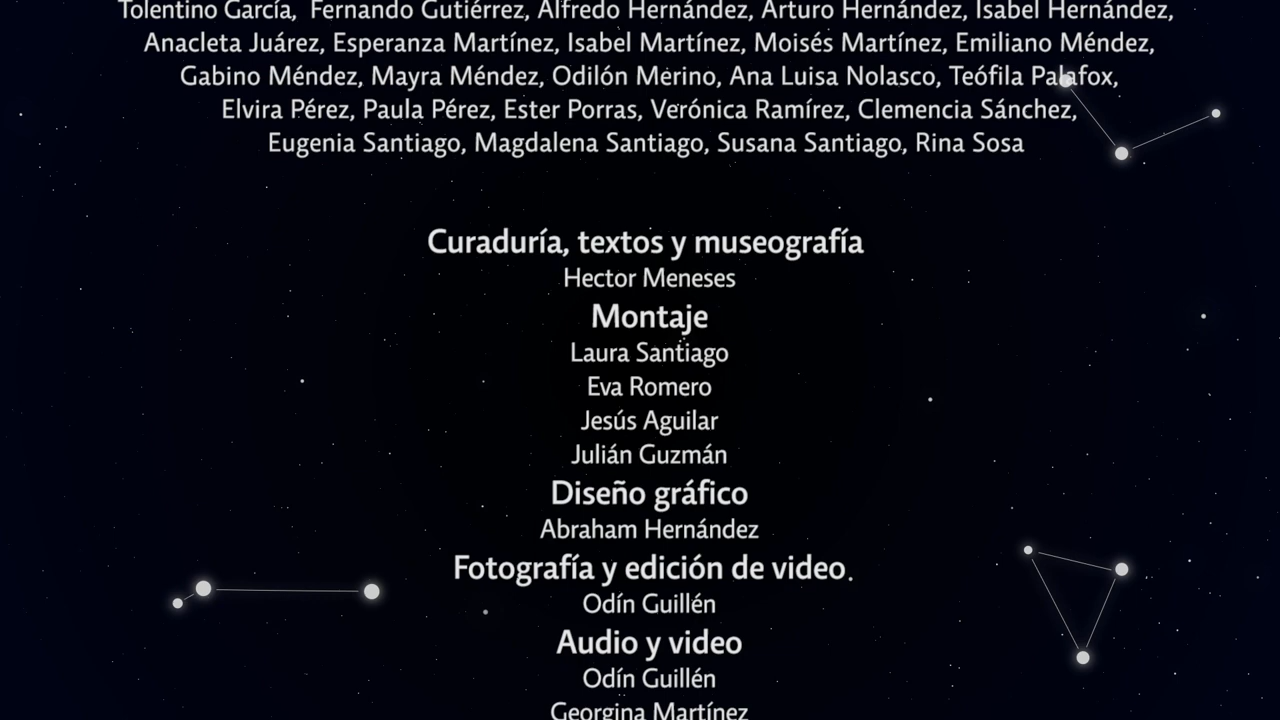 Tolentino García, Fernando Gutiérrez, Alfredo Hernández, Arturo Hernández, Isabel Hernández,
Anacleta Juárez, Esperanza Martínez, Isabel Martínez, Moisés Martínez, Emiliano Méndez,
Gabino Méndez, Mayra Méndez, Odilón Merino, Ana Luisa Nolasco, Teófila Palafox,
Elvira Pérez, Paula Pérez, Ester Porras, Verónica Ramírez, Clemencia Sánchez,
Eugenia Santiago, Magdalena Santiago, Susana Santiago, Rina Sosa
Curaduría, textos y museografía
Hector Meneses
Montaje
Laura Santiago
Eva Romero
Jesús Aguilar
Julián Guzmán
Diseño gráfico
Abraham Hernández
Fotografía y edición de video.
Odín Guillén
Audio y video
Odín Guillén
Georgina Martínez